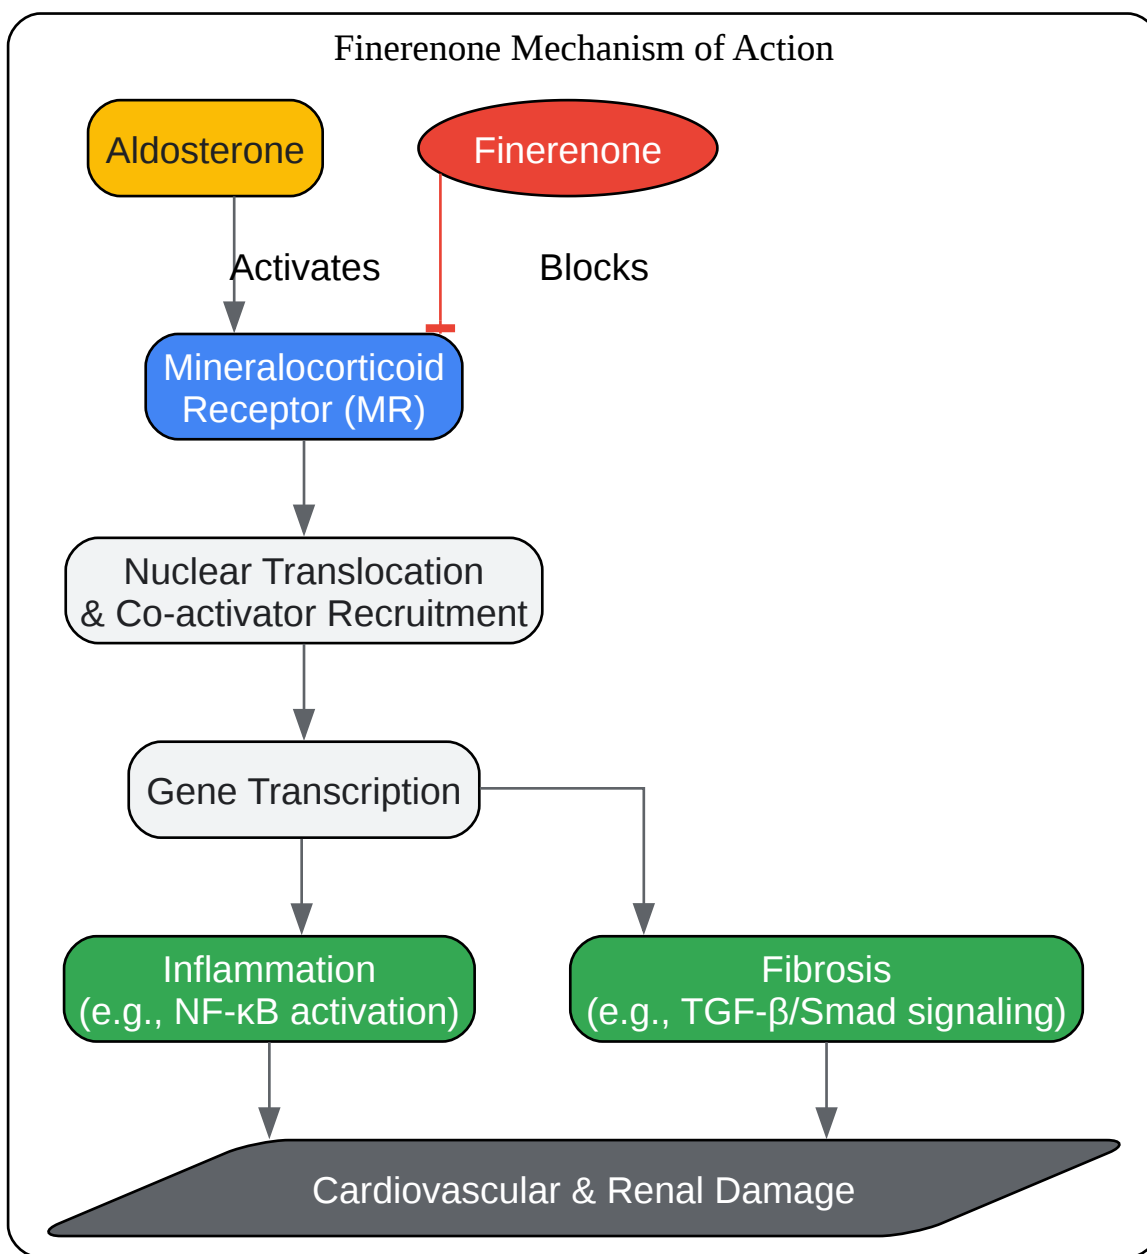 Finerenone Mechanism of Action
Aldosterone
Finerenone
Activates
Blocks
Mineralocorticoid
Receptor (MR)
Nuclear Translocation
& Co-activator Recruitment
Gene Transcription
Inflammation
(e.g., NF-κB activation)
Fibrosis
(e.g., TGF-β/Smad signaling)
Cardiovascular & Renal Damage